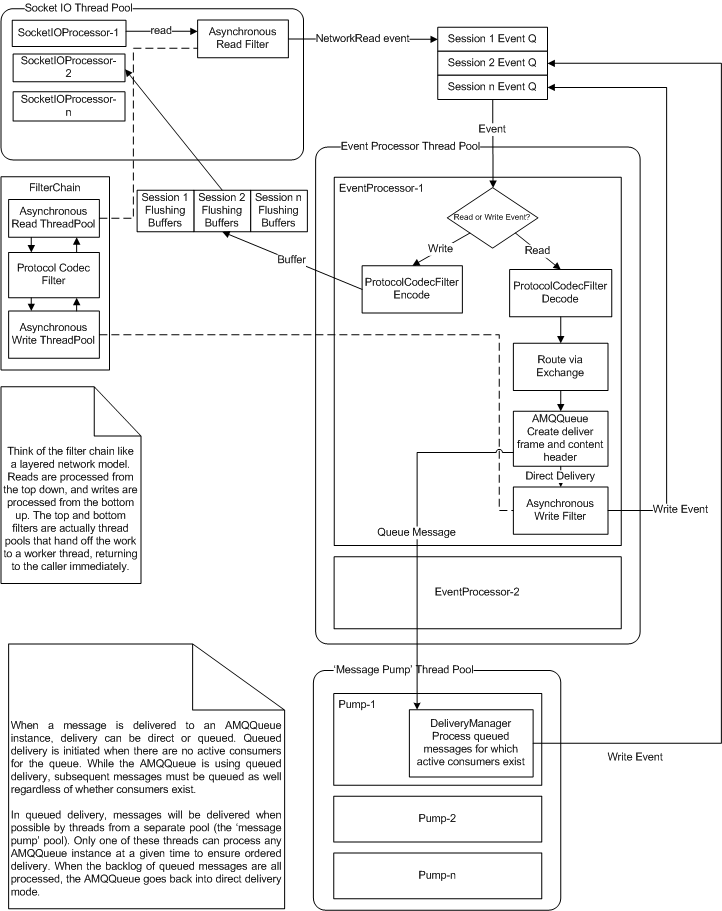 Socket IO Thread Pool
SocketIOProcessor-1
read
Asynchronous
Read Filter
NetworkRead event
Session 1 Event Q
SocketIOProcessor-
2
Session 2 Event Q
SocketIOProcessor-
n
Session n Event Q
Event
Event Processor Thread Pool
FilterChain
Asynchronous
Read ThreadPool
Protocol Codec
Filter
Asynchronous
Write ThreadPool
Session 1
Flushing
Buffers
Session 2
Flushing
Buffers
Session n
Flushing
Buffers
Buffer
EventProcessor-1
Read or Write Event?
Write
Read
ProtocolCodecFilter
Encode
ProtocolCodecFilter
Decode
Route via
Exchange
AMQQueue
Create deliver
frame and content
header
Direct Delivery
Asynchronous
Write Filter
Write Event
Queue Message
EventProcessor-2
Think of the filter chain like
a layered network model.
Reads are processed from
the top down, and writes are
processed from the bottom
up. The top and bottom
filters are actually thread
pools that hand off the work
to a worker thread, returning
to the caller immediately.
'Message Pump' Thread Pool
Pump-1
DeliveryManager
Process queued
messages for which
active consumers exist
Write Event
Pump-2
Pump-n
When a message is delivered to an AMQQueue
instance, delivery can be direct or queued. Queued
delivery is initiated when there are no active consumers
for the queue. While the AMQQueue is using queued
delivery, subsequent messages must be queued as well
regardless of whether consumers exist.
In queued delivery, messages will be delivered when
possible by threads from a separate pool (the 'message
pump' pool). Only one of these threads can process any
AMQQueue instance at a given time to ensure ordered
delivery. When the backlog of queued messages are all
processed, the AMQQueue goes back into direct delivery
mode.